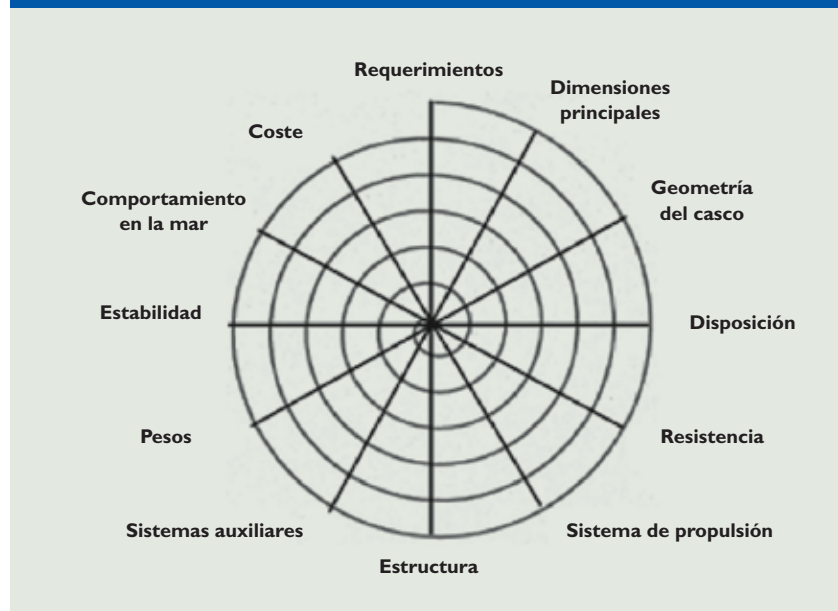 Requerimientos
Dimensiones
principales
Coste
Geometría
del casco
Comportamiento
en la mar
Estabilidad
Disposición
Pesos
Resistencia
Sistemas auxiliares
Sistema de propulsión
Estructura